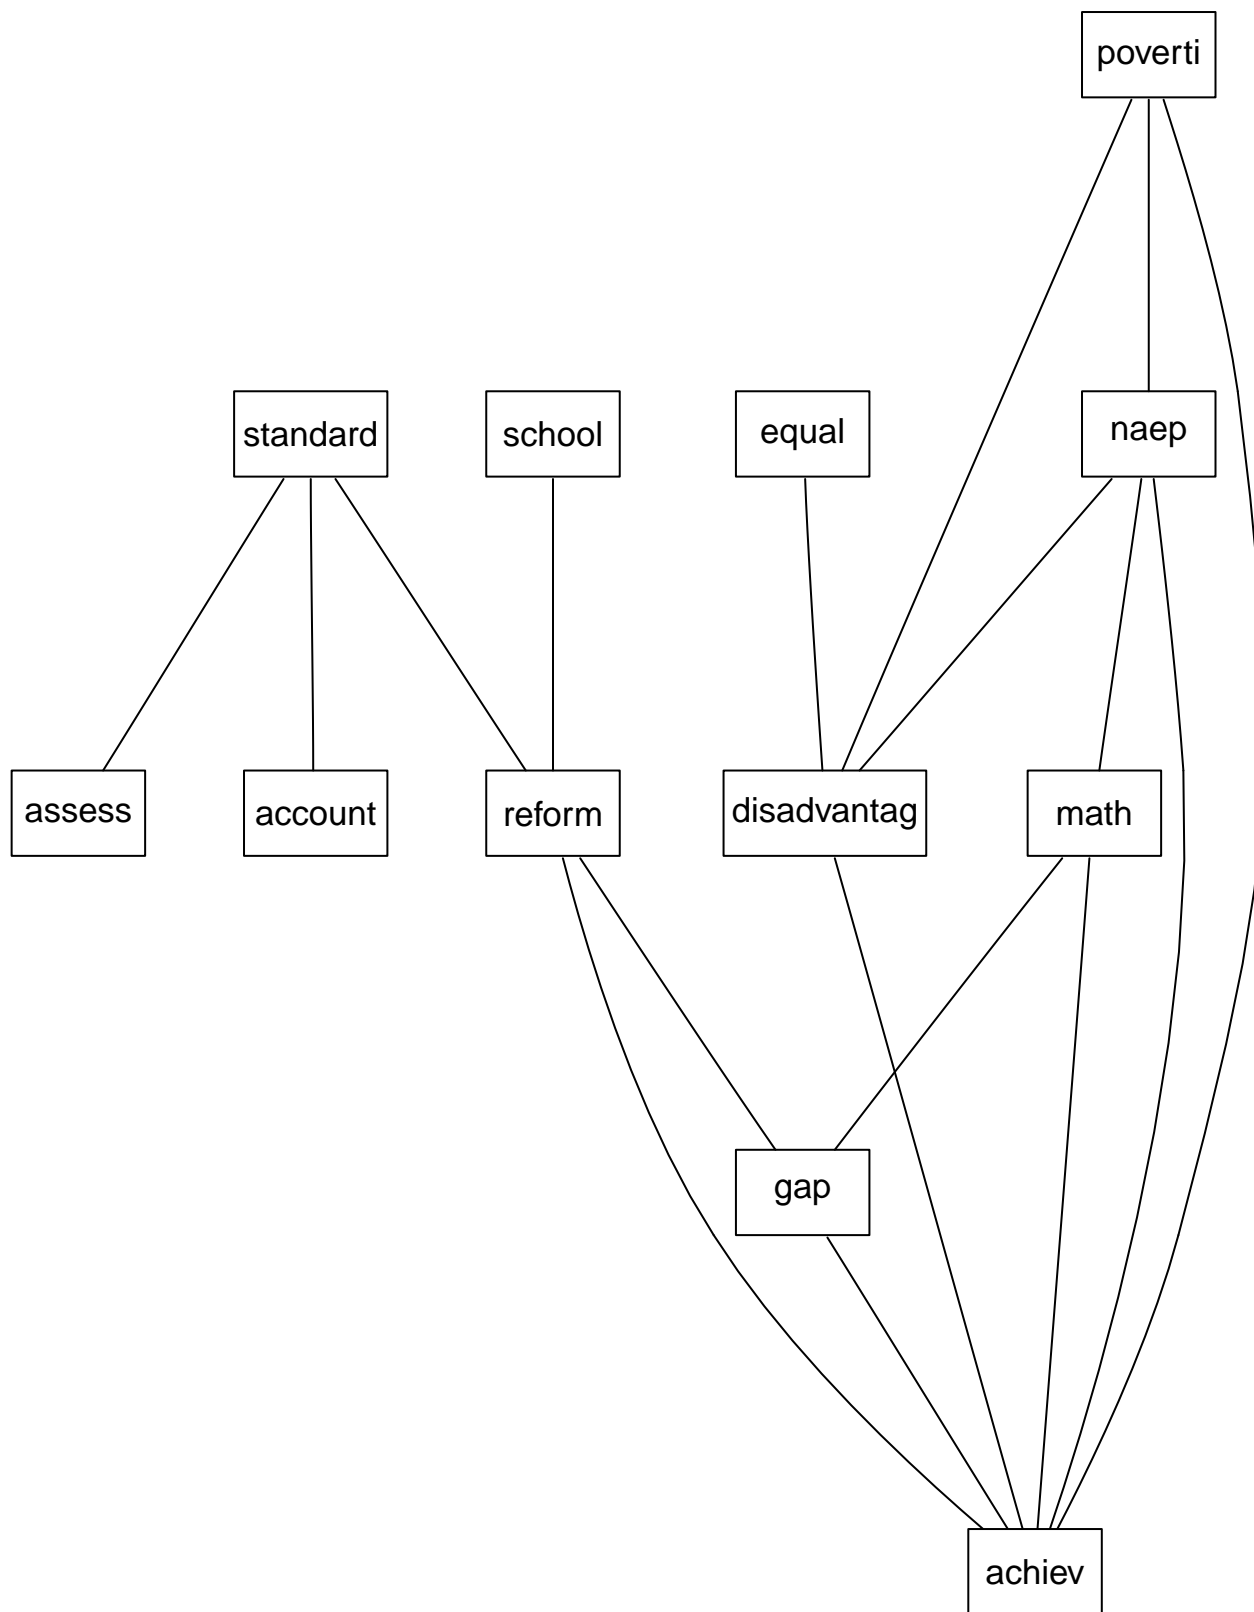 poverti
standard
school
equal
naep
assess
account
reform
disadvantag
math
gap
achiev